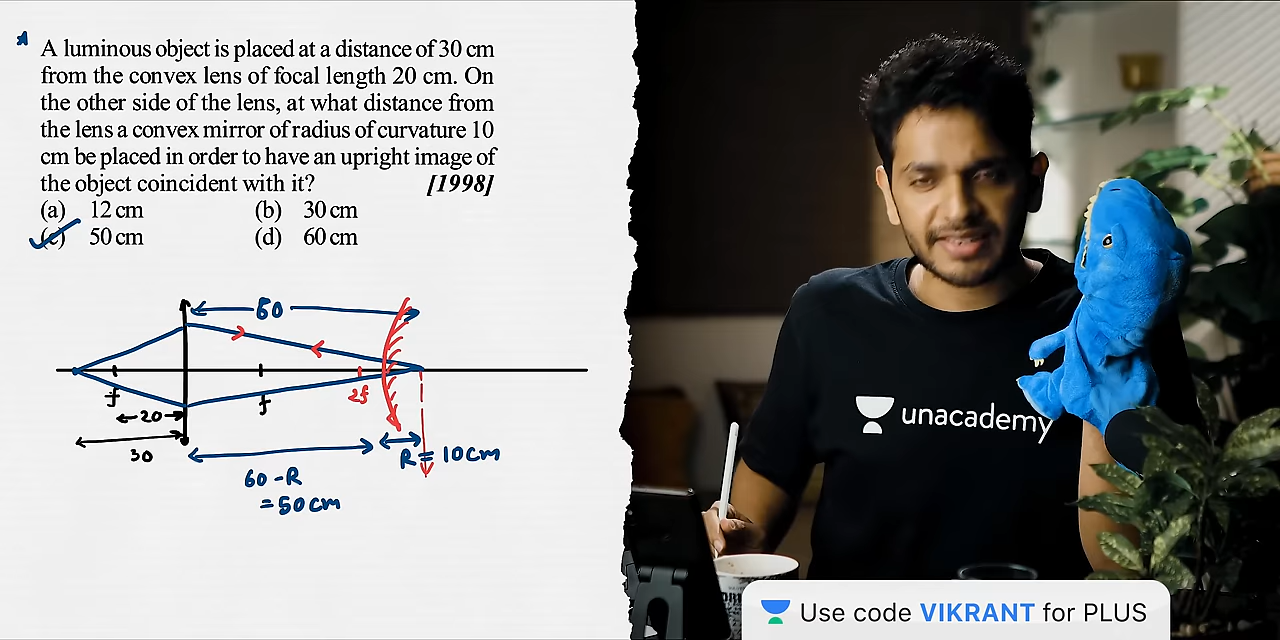 A luminous object is placed at a distance of 30 cm
from the convex lens of focal length 20 cm. On
the other side of the lens, at what distance from
the lens a convex mirror of radius of curvature 10
cm be placed in order to have an upright image of
the object coincident with it? [1998]
(a) 12 cm (b) 30 cm
(c) 50 cm (d) 60 cm
60
f
f
2f
20
30
R = 10cm
60 - R
= 50cm
unacademy
Use code VIKRANT for PLUS